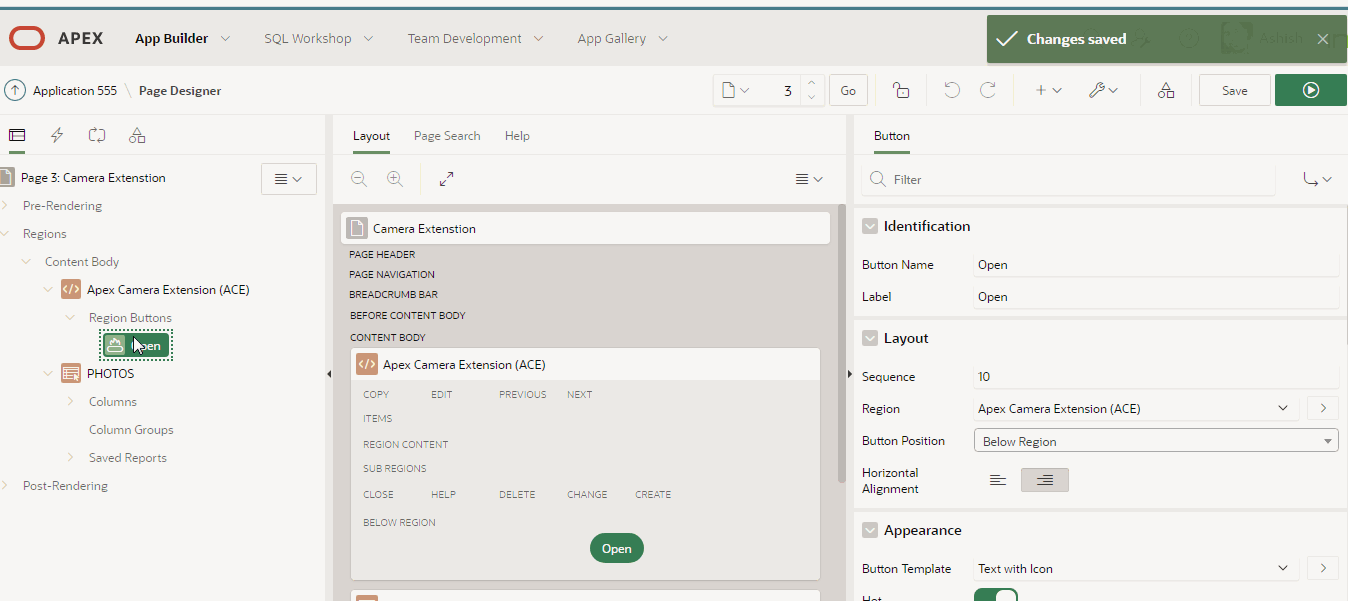 APEX App Builder SQL Workshop Team Development App Gallery
Changes saved
Ashish
Application 555 \ Page Designer 3 Go Save
Layout Page Search Help
Button
Page 3: Camera Extenstion
Filter
Pre-Rendering
Regions
Content Body
Apex Camera Extension (ACE)
Region Buttons
Open
PHOTOS
Columns
Column Groups
Saved Reports
Post-Rendering
Camera Extenstion
PAGE HEADER
PAGE NAVIGATION
BREADCRUMB BAR
BEFORE CONTENT BODY
CONTENT BODY
Apex Camera Extension (ACE)
COPY EDIT PREVIOUS NEXT
ITEMS
REGION CONTENT
SUB REGIONS
CLOSE HELP DELETE CHANGE CREATE
BELOW REGION
Open
Identification
Button Name Open
Label Open
Layout
Sequence 10
Region Apex Camera Extension (ACE)
Button Position Below Region
Horizontal
Alignment
Appearance
Button Template Text with Icon
Hot